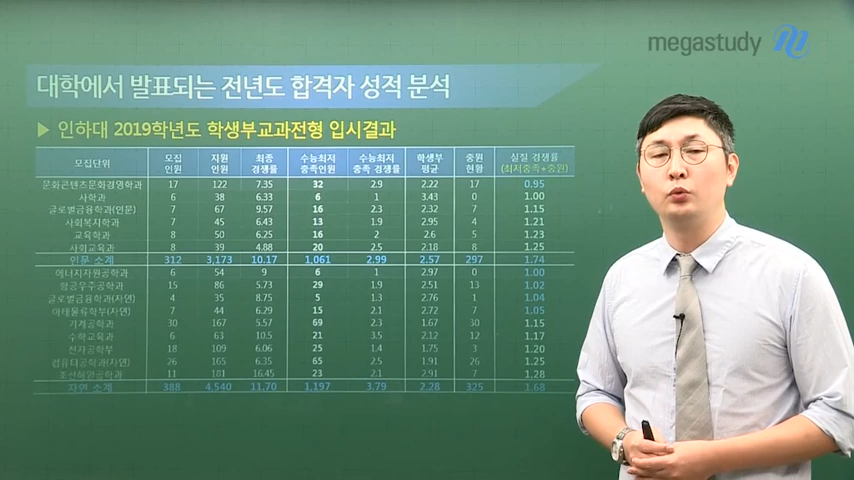 megastudy
대학에서 발표되는 전년도 합격자 성적 분석
▶ 인하대 2019학년도 학생부교과전형 입시결과
모집단위 모집인원 지원인원 최종경쟁률 수능최저충족인원 수능최저충족 경쟁률 학생부평균 충원현황 실질 경쟁률(최저충족+충원)
문화콘텐츠문화경영학과 17 122 7.35 32 2.9 2.22 17 0.95
사학과 6 38 6.33 6 1 3.43 0 1.00
글로벌금융학과(인문) 7 67 9.57 16 2.3 2.32 7 1.15
사회복지학과 7 45 6.43 13 1.9 2.95 4 1.21
교육학과 8 50 6.25 16 2 2.6 5 1.23
사회교육과 8 39 4.88 20 2.5 2.18 8 1.25
인문 소계 312 3,173 10.17 1,061 2.99 2.57 297 1.74
에너지자원공학과 6 54 9 6 1 2.97 0 1.00
항공우주공학과 15 86 5.73 29 1.9 2.51 13 1.02
글로벌금융학과(자연) 4 35 8.75 5 1.3 2.76 1 1.04
아태물류학부(자연) 7 44 6.29 15 2.1 2.72 7 1.05
기계공학과 30 167 5.57 69 2.3 1.67 30 1.15
수학교육과 6 63 10.5 21 3.5 2.12 12 1.17
전자공학부 18 109 6.06 25 1.4 1.75 3 1.20
컴퓨터공학과(자연) 26 165 6.35 65 2.5 1.91 26 1.25
조선해양공학과 11 181 16.45 23 2.1 2.91 7 1.28
자연 소계 388 4,540 11.70 1,197 3.79 2.28 325 1.68